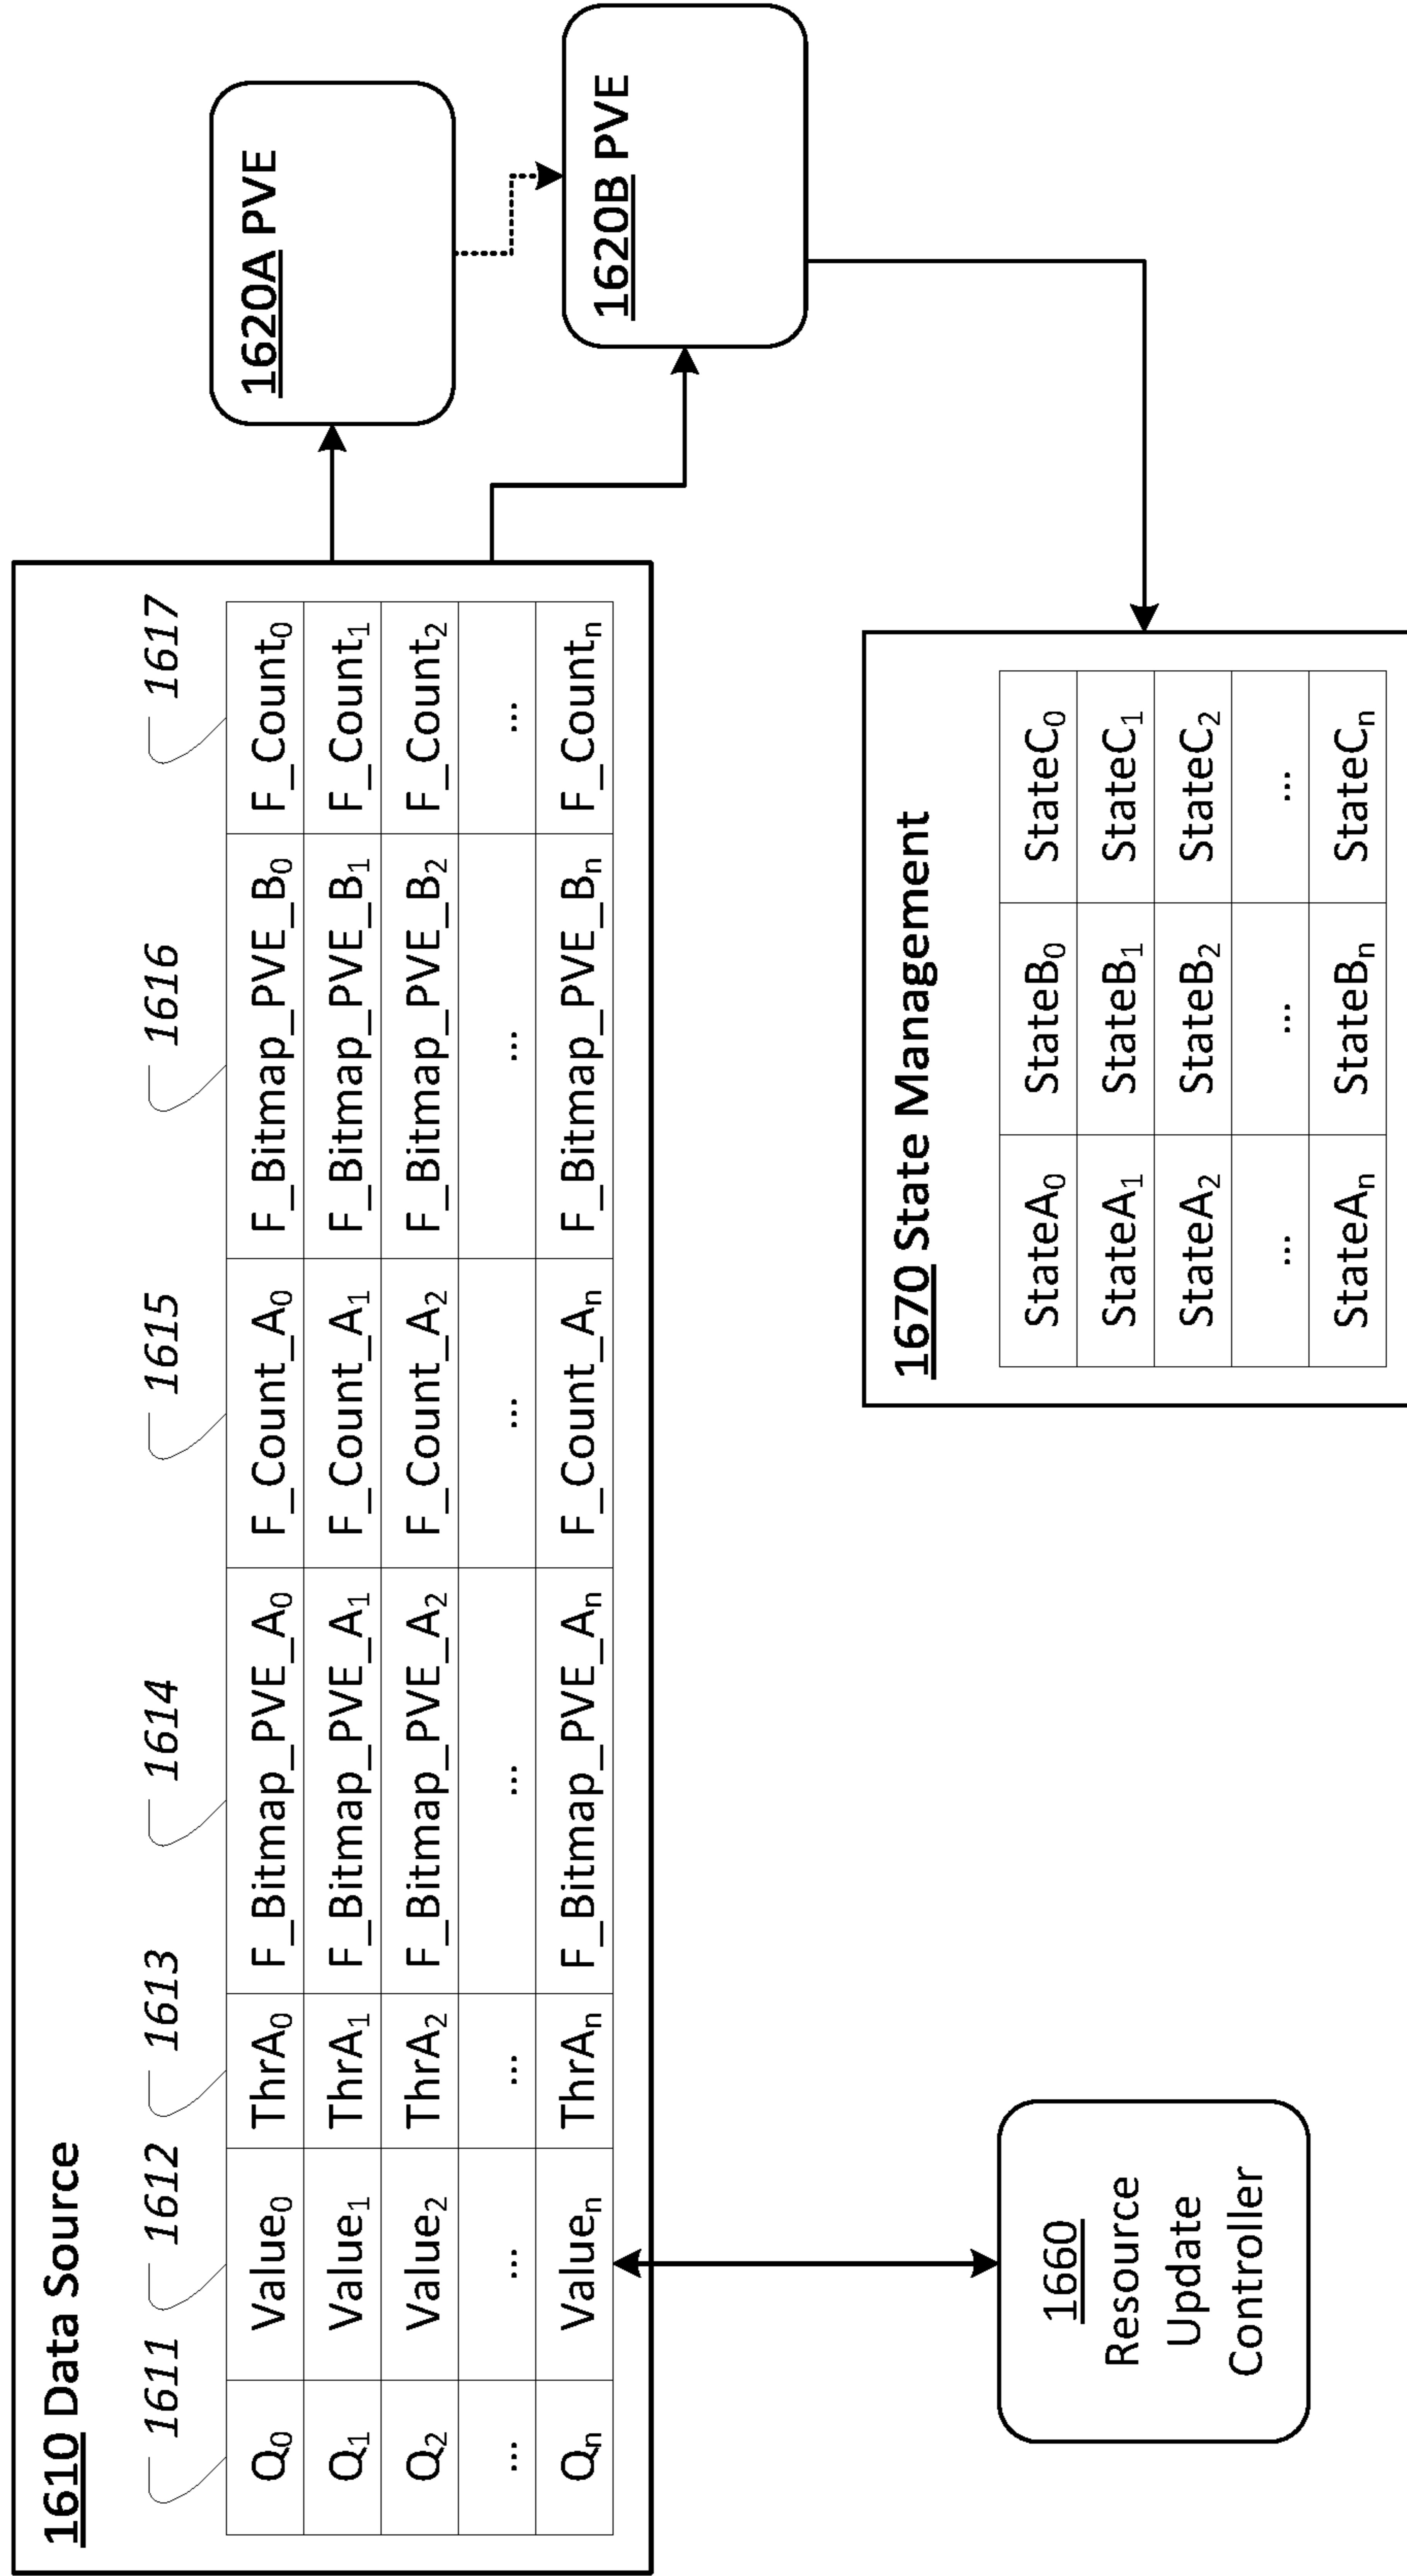 1610 Data Source
1611 1612 1613 1614 1615 1616 1617
Q₀ Value₀ ThrA₀ F_Bitmap_PVE_A₀ F_Count_A₀ F_Bitmap_PVE_B₀ F_Count₀
Q₁ Value₁ ThrA₁ F_Bitmap_PVE_A₁ F_Count_A₁ F_Bitmap_PVE_B₁ F_Count₁
Q₂ Value₂ ThrA₂ F_Bitmap_PVE_A₂ F_Count_A₂ F_Bitmap_PVE_B₂ F_Count₂
... ... ... ... ... ... ...
Qₙ Valueₙ ThrAₙ F_Bitmap_PVE_Aₙ F_Count_Aₙ F_Bitmap_PVE_Bₙ F_Countₙ
1620A PVE
1620B PVE
1660
Resource
Update
Controller
1670 State Management
StateA₀ StateB₀ StateC₀
StateA₁ StateB₁ StateC₁
StateA₂ StateB₂ StateC₂
... ... ...
StateAₙ StateBₙ StateCₙ